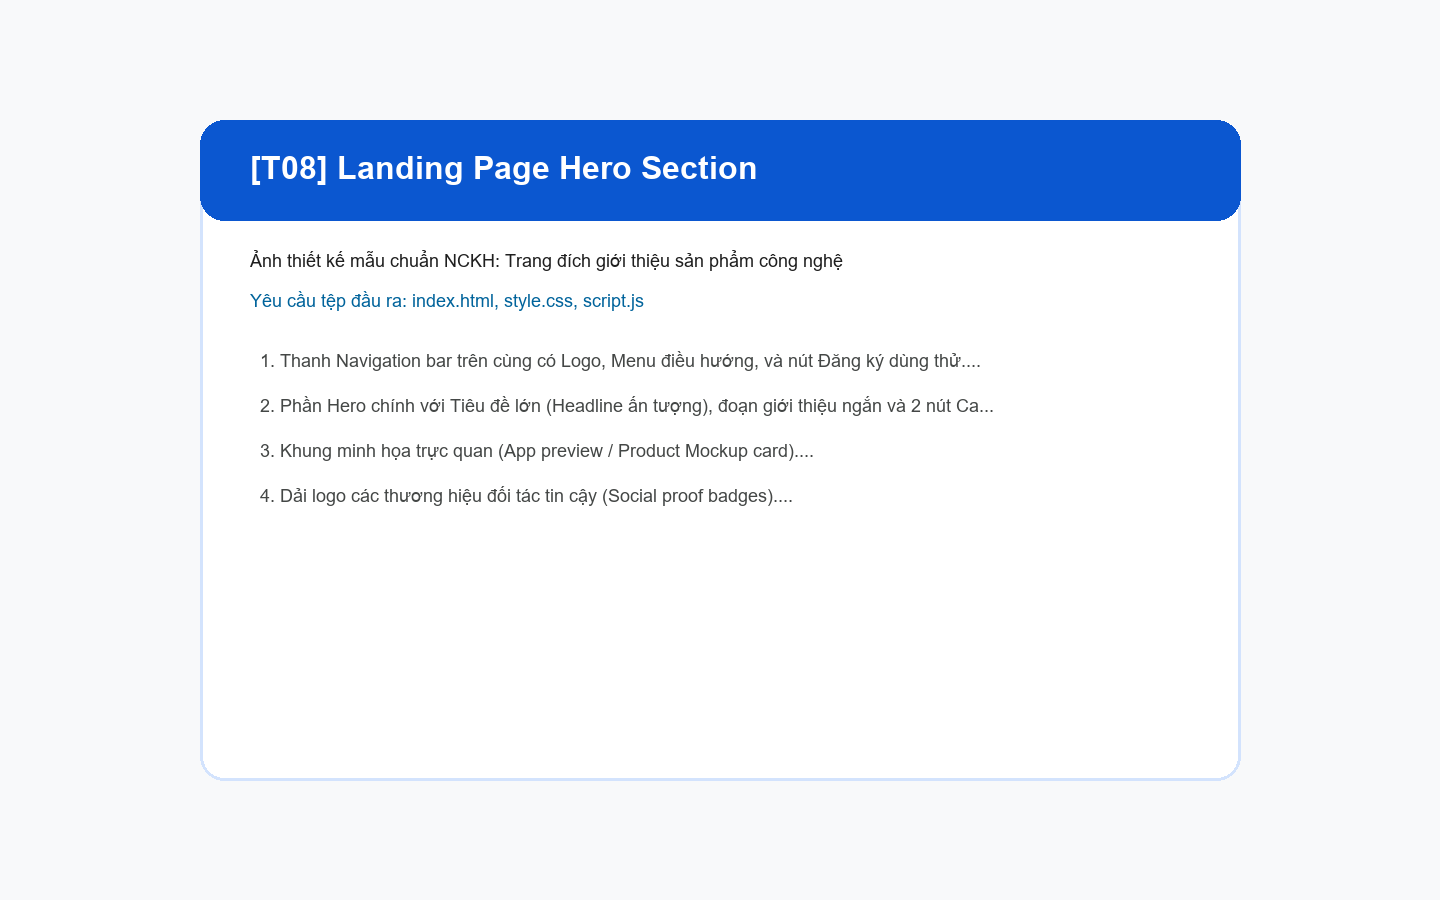 [T08] Landing Page Hero Section
Ảnh thiết kế mẫu chuẩn NCKH: Trang đích giới thiệu sản phẩm công nghệ
Yêu cầu tệp đầu ra: index.html, style.css, script.js
1. Thanh Navigation bar trên cùng có Logo, Menu điều hướng, và nút Đăng ký dùng thử....
2. Phần Hero chính với Tiêu đề lớn (Headline ấn tượng), đoạn giới thiệu ngắn và 2 nút Ca...
3. Khung minh họa trực quan (App preview / Product Mockup card)....
4. Dải logo các thương hiệu đối tác tin cậy (Social proof badges)....